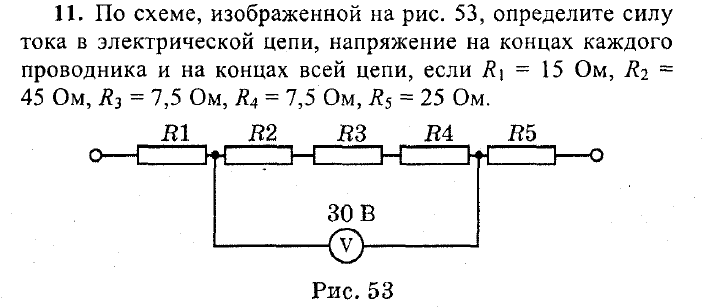 11. По схеме, изображенной на рис. 53, определите силу
тока в электрической цепи, напряжение на концах каждого
проводника и на концах всей цепи, если R₁ = 15 Ом, R₂ =
45 Ом, R₃ = 7,5 Ом, R₄ = 7,5 Ом, R₅ = 25 Ом.
R1 R2 R3 R4 R5
30 В
V
Рис. 53